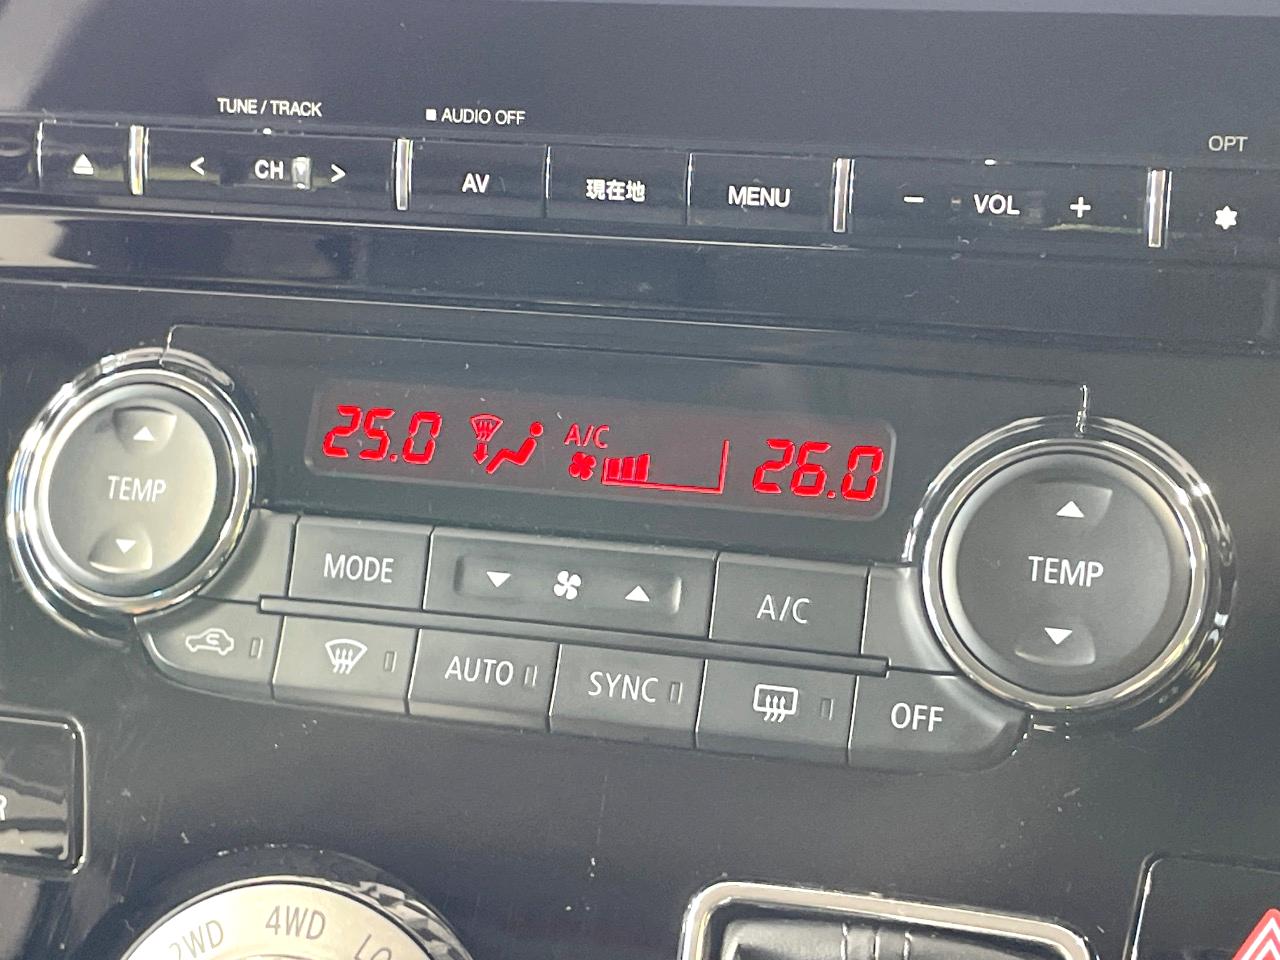 TUNE / TRACK
■ AUDIO OFF
OPT
< CH >
AV
現在地
MENU
− VOL +
25.0
A/C
26.0
TEMP
MODE
A/C
TEMP
AUTO
SYNC
OFF
2WD
4WD